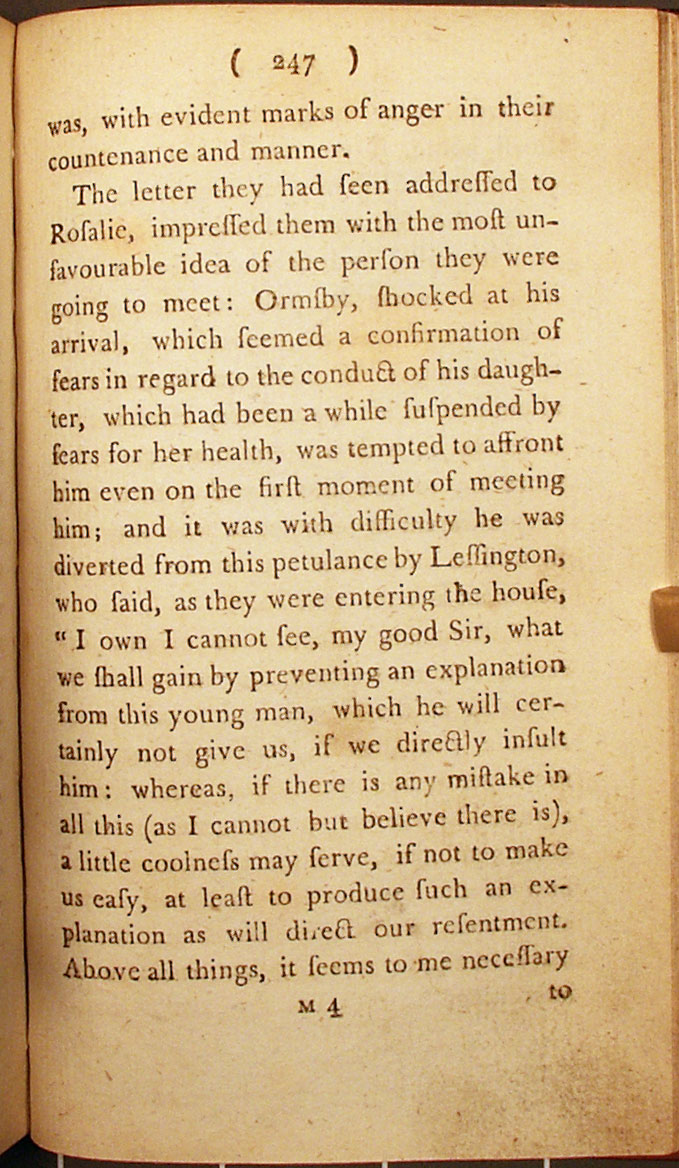 ( 247 )
was, with evident marks of anger in their
countenance and manner.
The letter they had ſeen addreſſed to
Roſalie, impreſſed them with the moſt un-
favourable idea of the perſon they were
going to meet: Ormſby, ſhocked at his
arrival, which ſeemed a confirmation of
fears in regard to the conduct of his daugh-
ter, which had been a while ſuſpended by
fears for her health, was tempted to affront
him even on the firſt moment of meeting
him; and it was with difficulty he was
diverted from this petulance by Leſſington,
who ſaid, as they were entering the houſe,
“ I own I cannot ſee, my good Sir, what
we ſhall gain by preventing an explanation
from this young man, which he will cer-
tainly not give us, if we directly inſult
him: whereas, if there is any miſtake in
all this (as I cannot but believe there is),
a little coolneſs may ſerve, if not to make
us eaſy, at leaſt to produce ſuch an ex-
planation as will direct our reſentment.
Above all things, it ſeems to me neceſſary
M 4
to